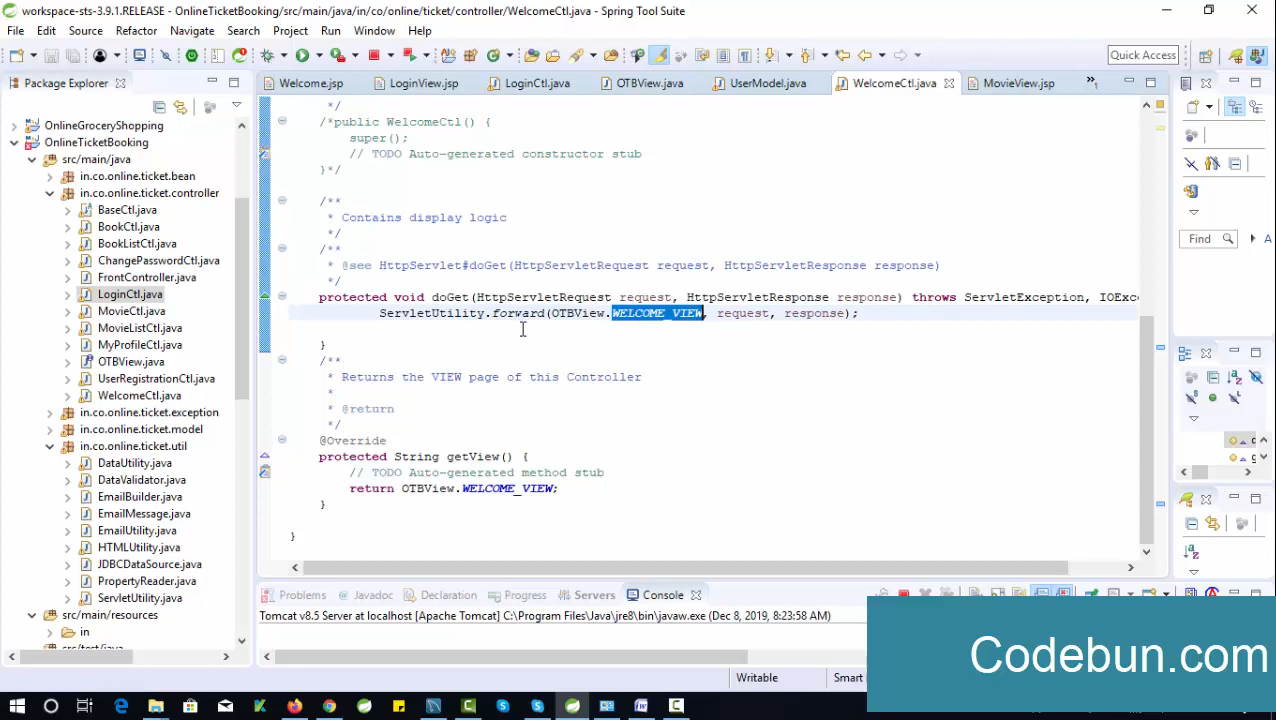 workspace-sts-3.9.1.RELEASE - OnlineTicketBooking/src/main/java/in/co/online/ticket/controller/WelcomeCtl.java - Spring Tool Suite
File Edit Source Refactor Navigate Search Project Run Window Help
Quick Access
Package Explorer
Welcome.jsp LoginView.jsp LoginCtl.java OTBView.java UserModel.java WelcomeCtl.java MovieView.jsp
OnlineGroceryShopping
OnlineTicketBooking
src/main/java
in.co.online.ticket.bean
in.co.online.ticket.controller
BaseCtl.java
BookCtl.java
BookListCtl.java
ChangePasswordCtl.java
FrontController.java
LoginCtl.java
MovieCtl.java
MovieListCtl.java
MyProfileCtl.java
OTBView.java
UserRegistrationCtl.java
WelcomeCtl.java
in.co.online.ticket.exception
in.co.online.ticket.model
in.co.online.ticket.util
DataUtility.java
DataValidator.java
EmailBuilder.java
EmailMessage.java
EmailUtility.java
HTMLUtility.java
JDBCDataSource.java
PropertyReader.java
ServletUtility.java
src/main/resources
in
src/test/java
*/
/*public WelcomeCtl() {
super();
// TODO Auto-generated constructor stub
}*/
/**
* Contains display logic
*/
/**
* @see HttpServlet#doGet(HttpServletRequest request, HttpServletResponse response)
*/
protected void doGet(HttpServletRequest request, HttpServletResponse response) throws ServletException, IOExce
ServletUtility.forward(OTBView.WELCOME_VIEW, request, response);
}
/**
* Returns the VIEW page of this Controller
*
* @return
*/
@Override
protected String getView() {
// TODO Auto-generated method stub
return OTBView.WELCOME_VIEW;
}
}
Find
A
Problems Javadoc Declaration Progress Servers Console
Tomcat v8.5 Server at localhost [Apache Tomcat] C:\Program Files\Java\jre8\bin\javaw.exe (Dec 8, 2019, 8:23:58 AM)
Writable
Smart
Codebun.com